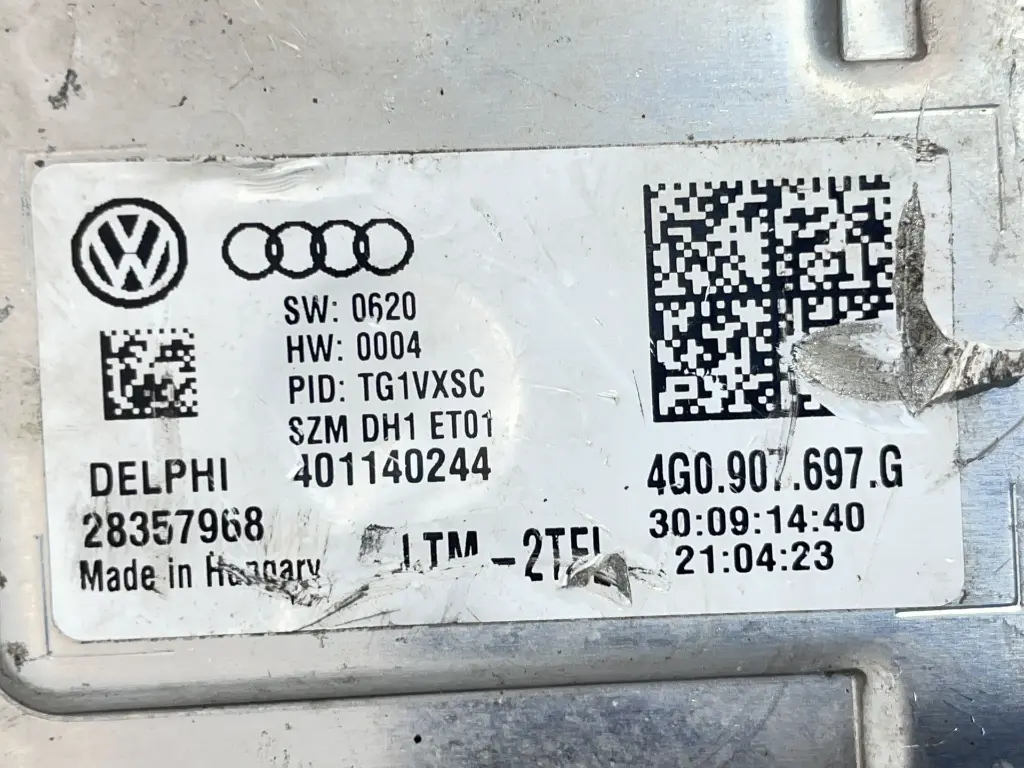 SW: 0620
HW: 0004
PID: TG1VXSC
SZM DH1 ET01
401140244
DELPHI
28357968
Made in Hungary
4G0.907.697.G
30:09:14:40
21:04:23